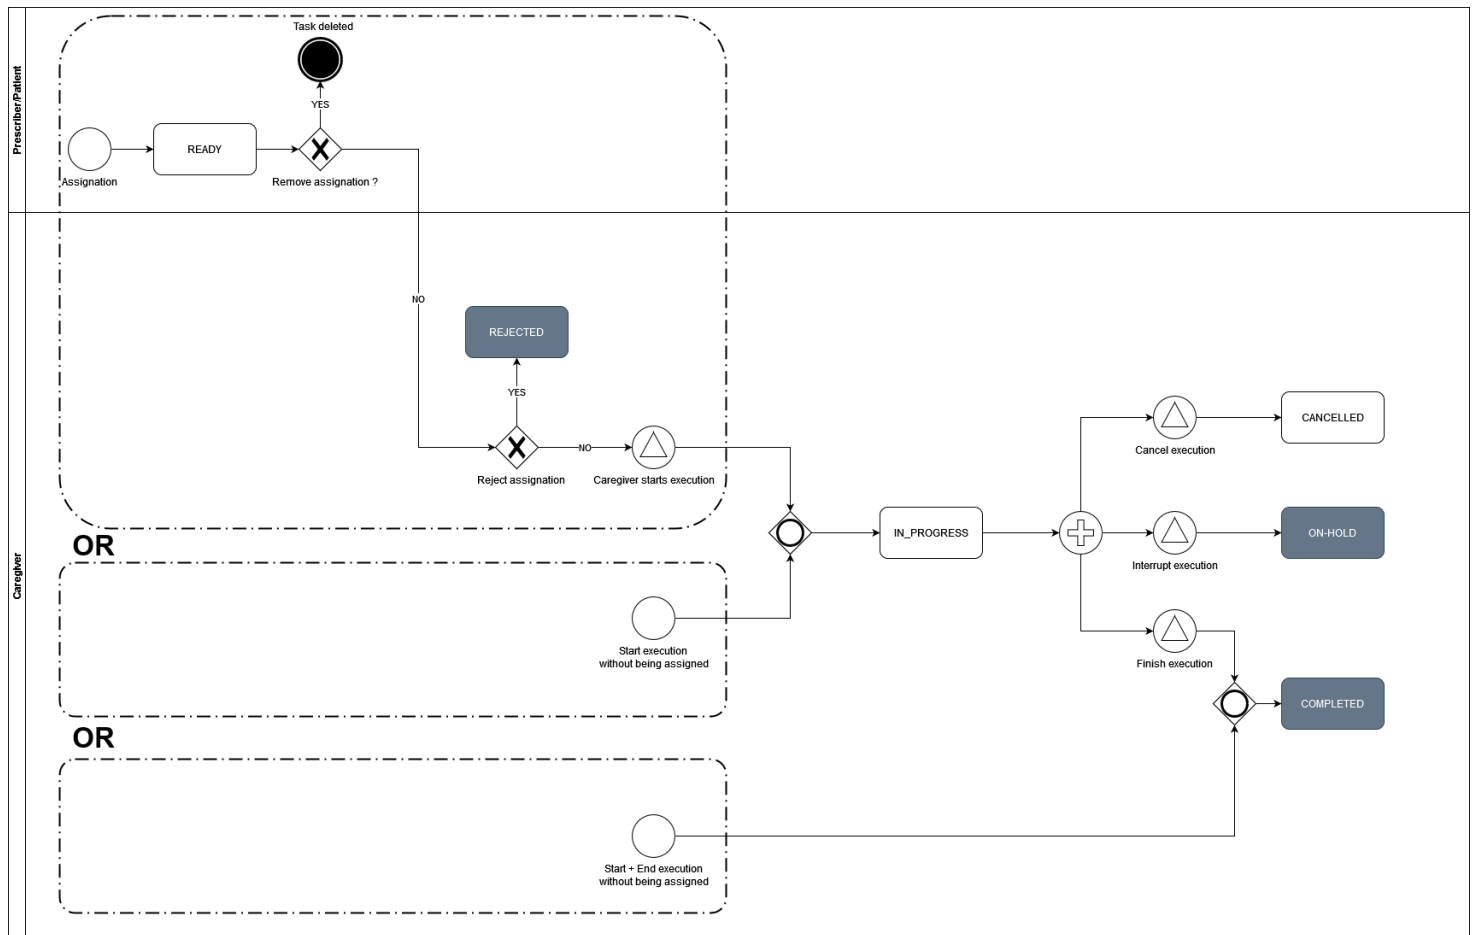 Prescriber/Patient
Task deleted
YES
READY
Assignation
Remove assignation ?
NO
Caregiver
REJECTED
YES
NO
Reject assignation
Caregiver starts execution
OR
Start execution
without being assigned
OR
Start + End execution
without being assigned
IN_PROGRESS
Cancel execution
CANCELLED
Interrupt execution
ON-HOLD
Finish execution
COMPLETED